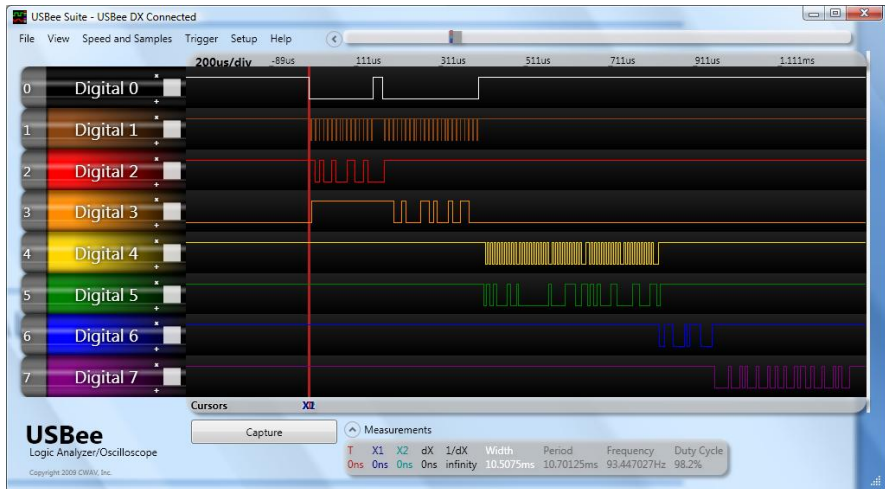 USBee Suite - USBee DX Connected
File View Speed and Samples Trigger Setup Help
200us/div -89us 111us 311us 511us 711us 911us 1.111ms
0 Digital 0
1 Digital 1
2 Digital 2
3 Digital 3
4 Digital 4
5 Digital 5
6 Digital 6
7 Digital 7
Cursors
USBee
Logic Analyzer/Oscilloscope
Copyright 2009 CWAV, Inc.
Capture
Measurements
T X1 X2 dX 1/dX Width Period Frequency Duty Cycle
0ns 0ns 0ns 0ns infinity 10.5075ms 10.70125ms 93.447027Hz 98.2%